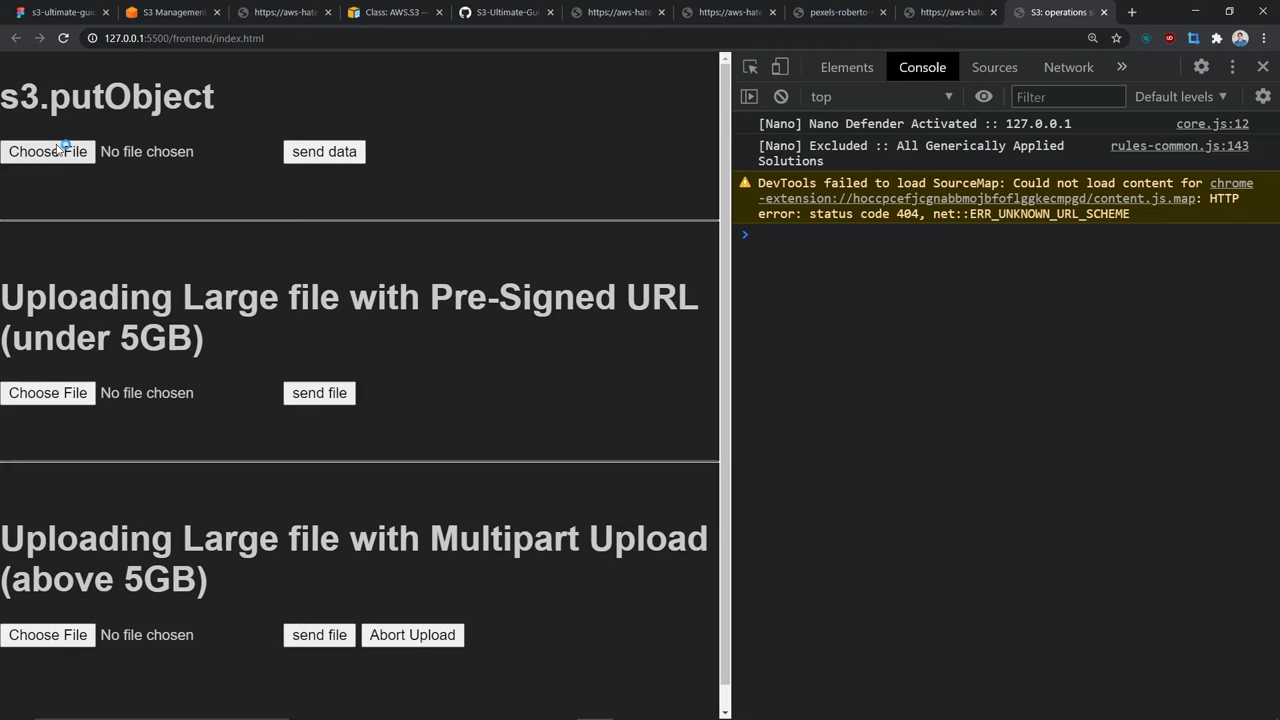 s3-ultimate-gui
S3 Management
https://aws-hate
Class: AWS.S3 —
S3-Ultimate-Gui
https://aws-hate
https://aws-hate
pexels-roberto-
https://aws-hate
S3: operations s
127.0.0.1:5500/frontend/index.html
s3.putObject
Choose File No file chosen send data
Uploading Large file with Pre-Signed URL
(under 5GB)
Choose File No file chosen send file
Uploading Large file with Multipart Upload
(above 5GB)
Choose File No file chosen send file Abort Upload
Elements Console Sources Network
top Filter Default levels
[Nano] Nano Defender Activated :: 127.0.0.1 core.js:12
[Nano] Excluded :: All Generically Applied rules-common.js:143
Solutions
DevTools failed to load SourceMap: Could not load content for chrome
-extension://hoccpcefjcgnabbmojbfoflggkecmpgd/content.js.map: HTTP
error: status code 404, net::ERR_UNKNOWN_URL_SCHEME